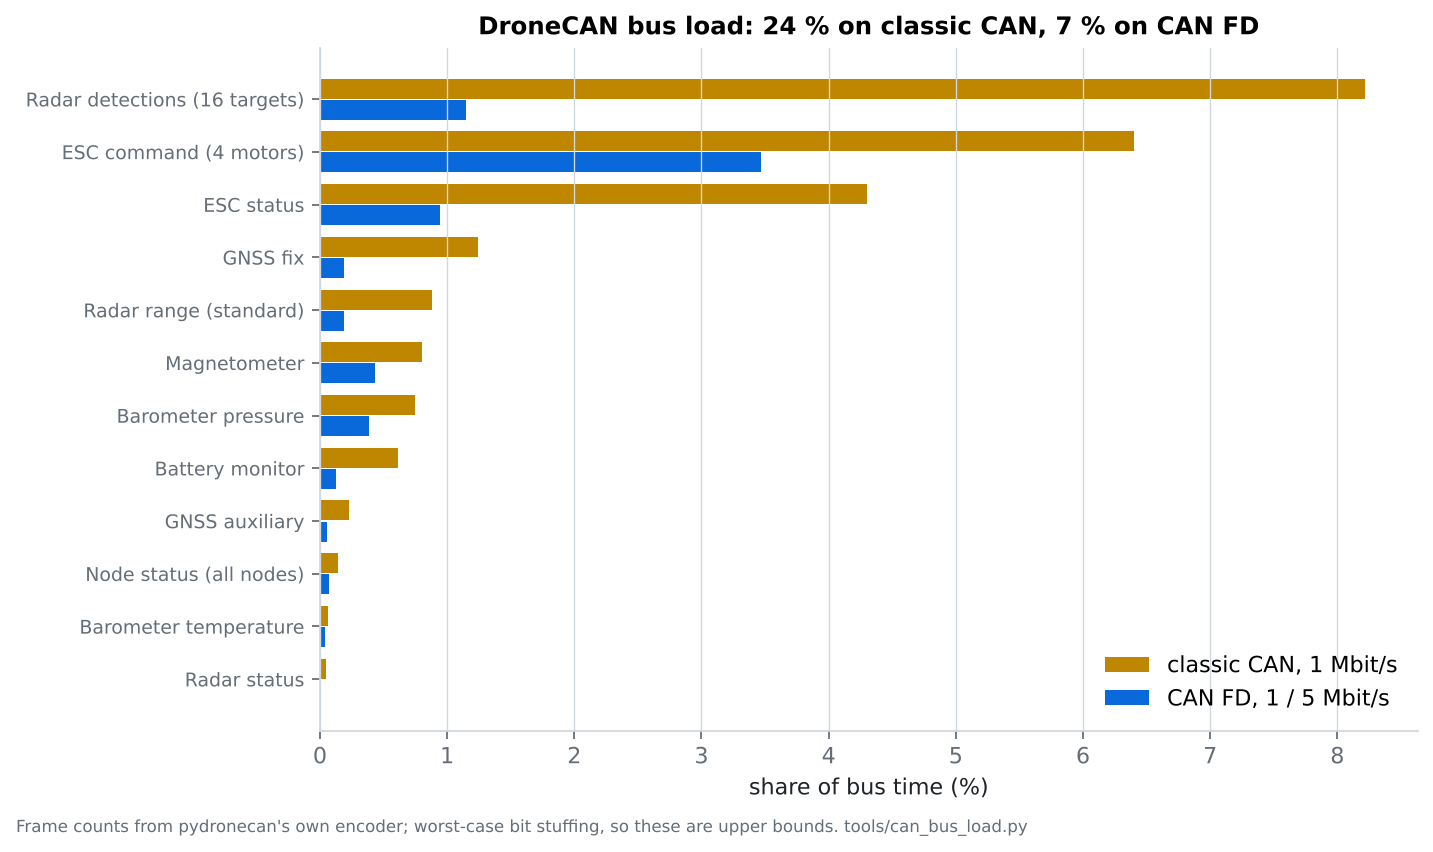 DroneCAN bus load: 24 % on classic CAN, 7 % on CAN FD
Radar detections (16 targets)
ESC command (4 motors)
ESC status
GNSS fix
Radar range (standard)
Magnetometer
Barometer pressure
Battery monitor
GNSS auxiliary
Node status (all nodes)
Barometer temperature
Radar status
classic CAN, 1 Mbit/s
CAN FD, 1 / 5 Mbit/s
0 1 2 3 4 5 6 7 8
share of bus time (%)
Frame counts from pydronecan's own encoder; worst-case bit stuffing, so these are upper bounds. tools/can_bus_load.py